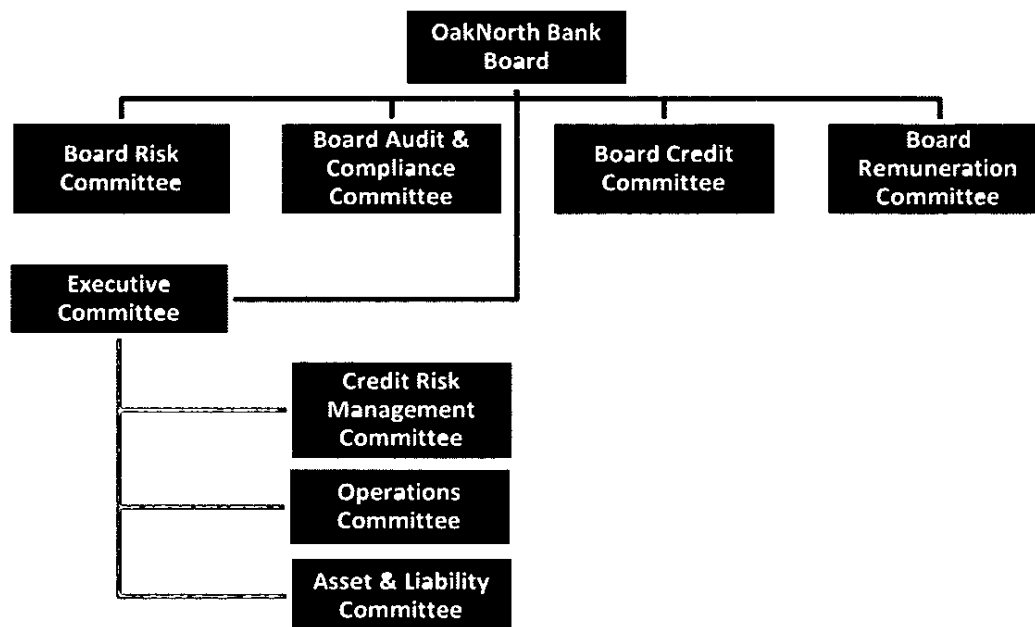 OakNorth Bank
Board
Board Risk
Committee
Board Audit &
Compliance
Committee
Board Credit
Committee
Board
Remuneration
Committee
Executive
Committee
Credit Risk
Management
Committee
Operations
Committee
Asset & Liability
Committee